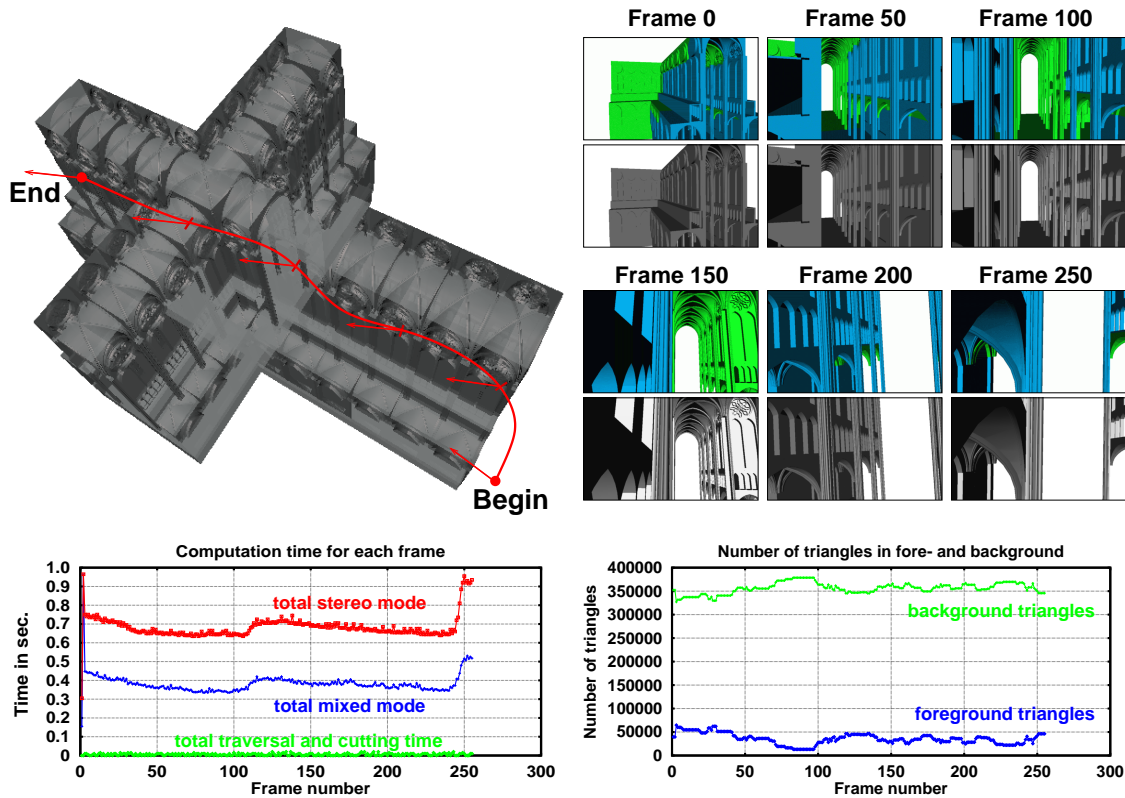 End
Begin
Frame 0
Frame 50
Frame 100
Frame 150
Frame 200
Frame 250
Computation time for each frame
Time in sec.
1.0
0.9
0.8
0.7
0.6
0.5
0.4
0.3
0.2
0.1
0
total stereo mode
total mixed mode
total traversal and cutting time
0 50 100 150 200 250 300
Frame number
Number of triangles in fore- and background
Number of triangles
400000
350000
300000
250000
200000
150000
100000
50000
0
background triangles
foreground triangles
0 50 100 150 200 250 300
Frame number